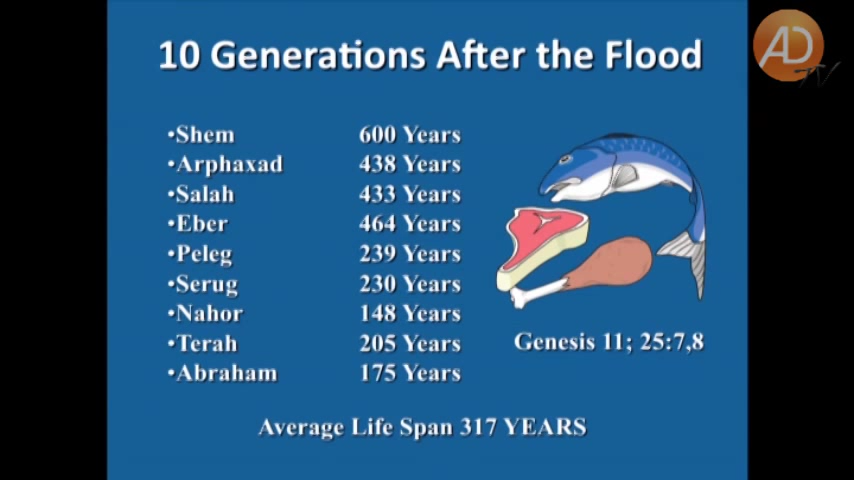 10 Generations After the Flood
AD
TV
•Shem 600 Years
•Arphaxad 438 Years
•Salah 433 Years
•Eber 464 Years
•Peleg 239 Years
•Serug 230 Years
•Nahor 148 Years
•Terah 205 Years
•Abraham 175 Years
Genesis 11; 25:7,8
Average Life Span 317 YEARS